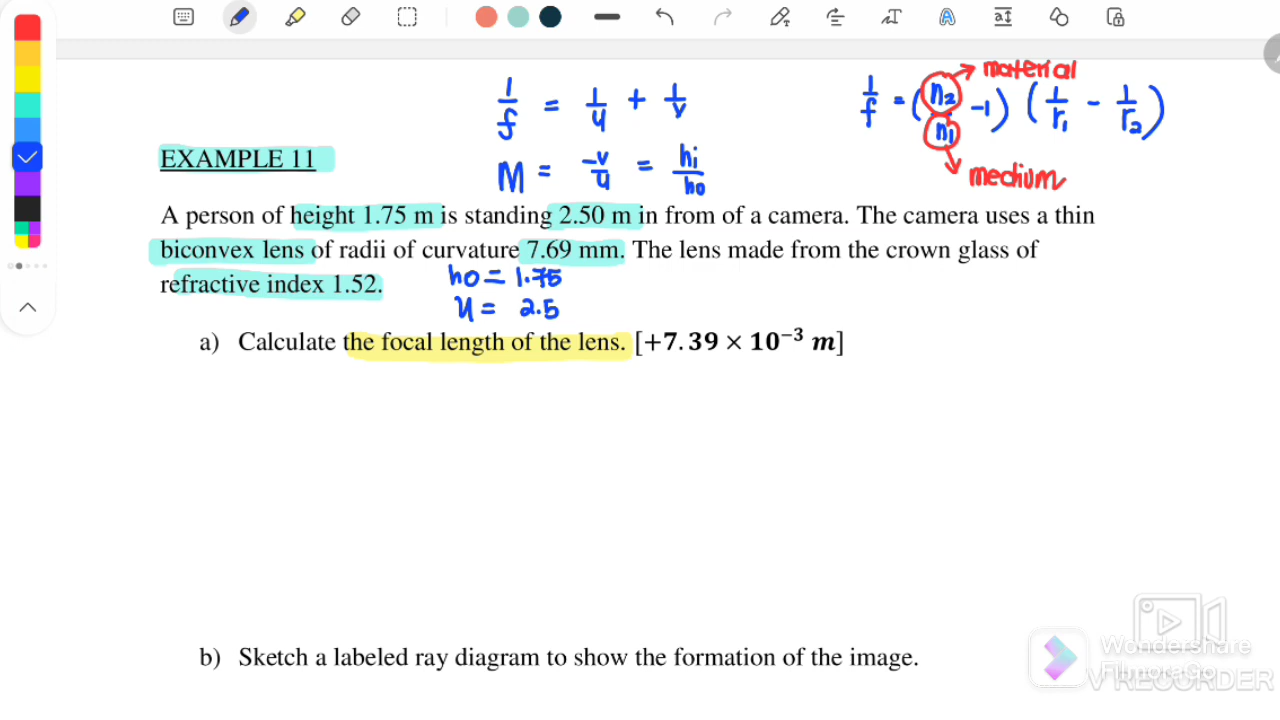 1/f = 1/u + 1/v
1/f = (n2/n1 -1) (1/r1 - 1/r2)
material
medium
M = -v/u = hi/ho
EXAMPLE 11
A person of height 1.75 m is standing 2.50 m in from of a camera. The camera uses a thin
biconvex lens of radii of curvature 7.69 mm. The lens made from the crown glass of
refractive index 1.52.
ho = 1.75
u = 2.5
a) Calculate the focal length of the lens. [+7.39 × 10⁻³ m]
b) Sketch a labeled ray diagram to show the formation of the image.
Wondershare
FilmoraGo
V RECORDER